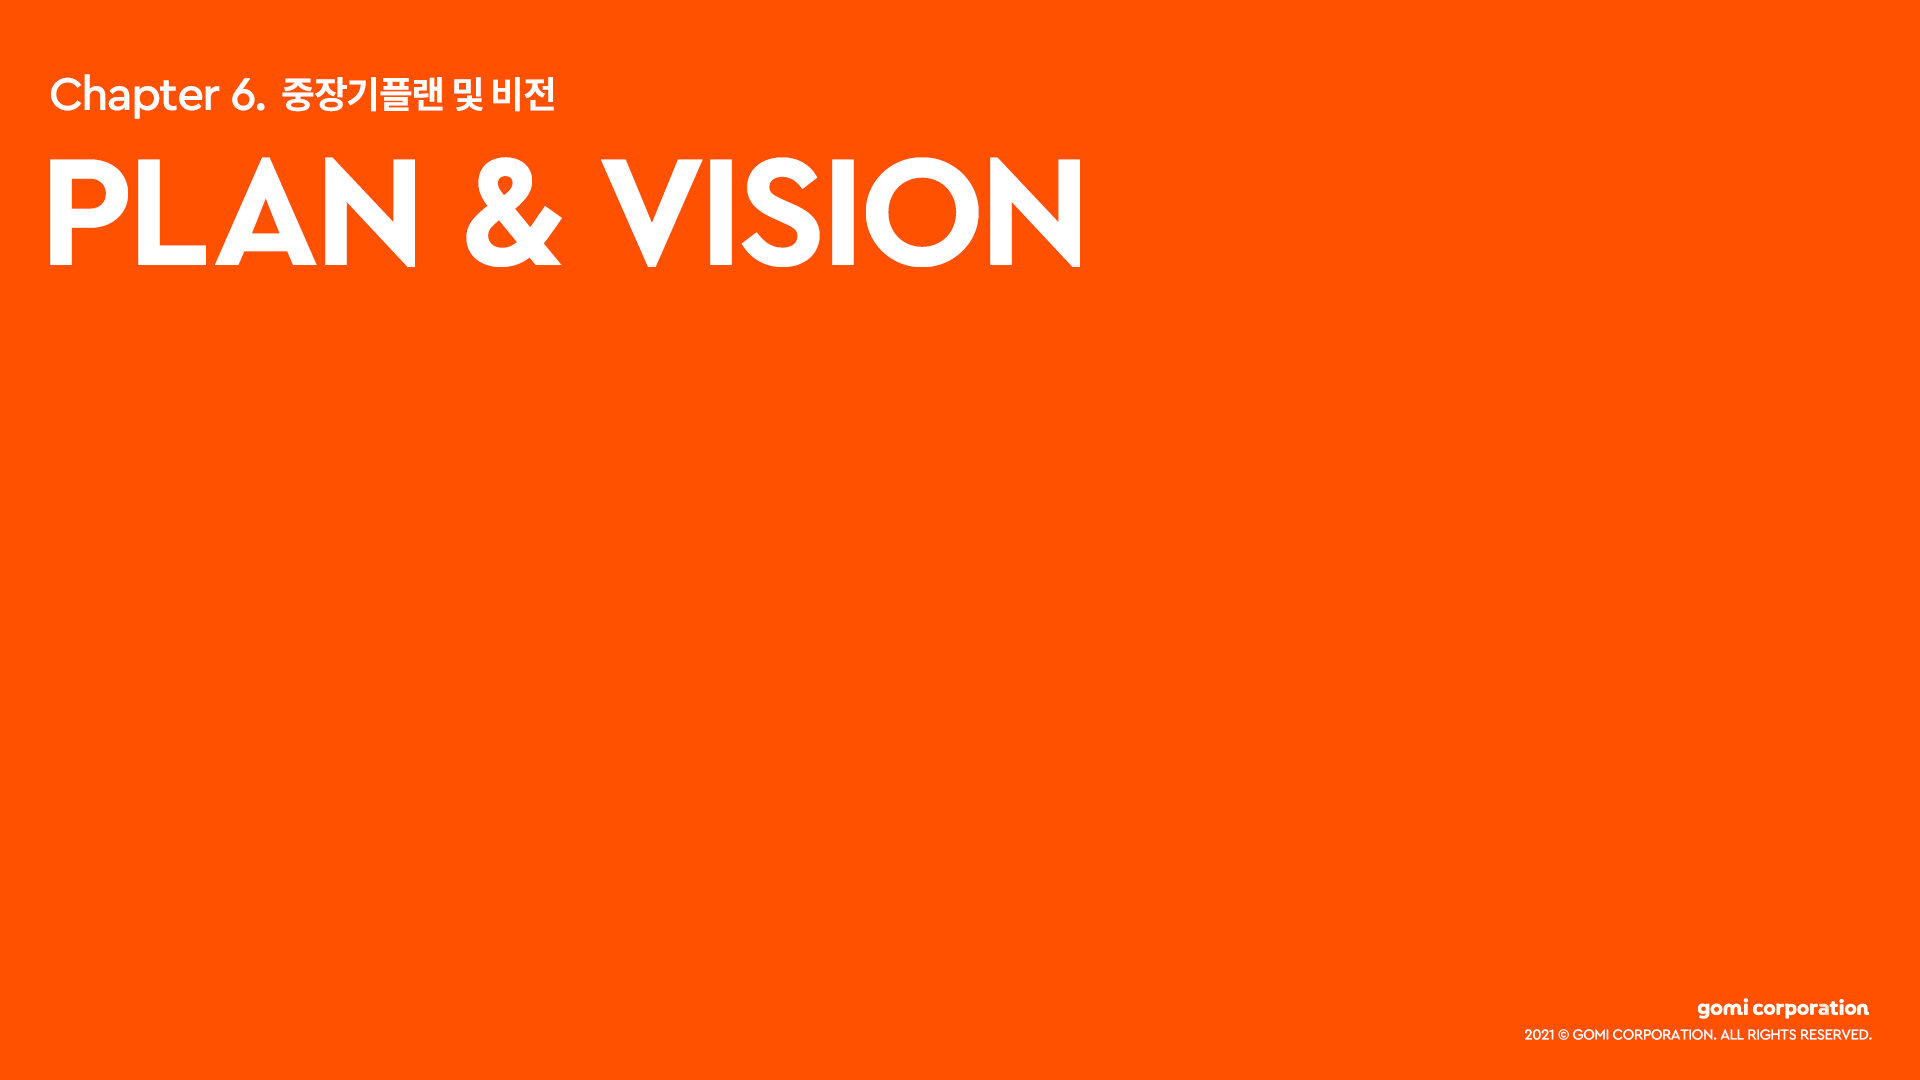 Chapter 6. 중장기플랜 및 비전
PLAN & VISION
gomi corporation
2021 © GOMI CORPORATION. ALL RIGHTS RESERVED.